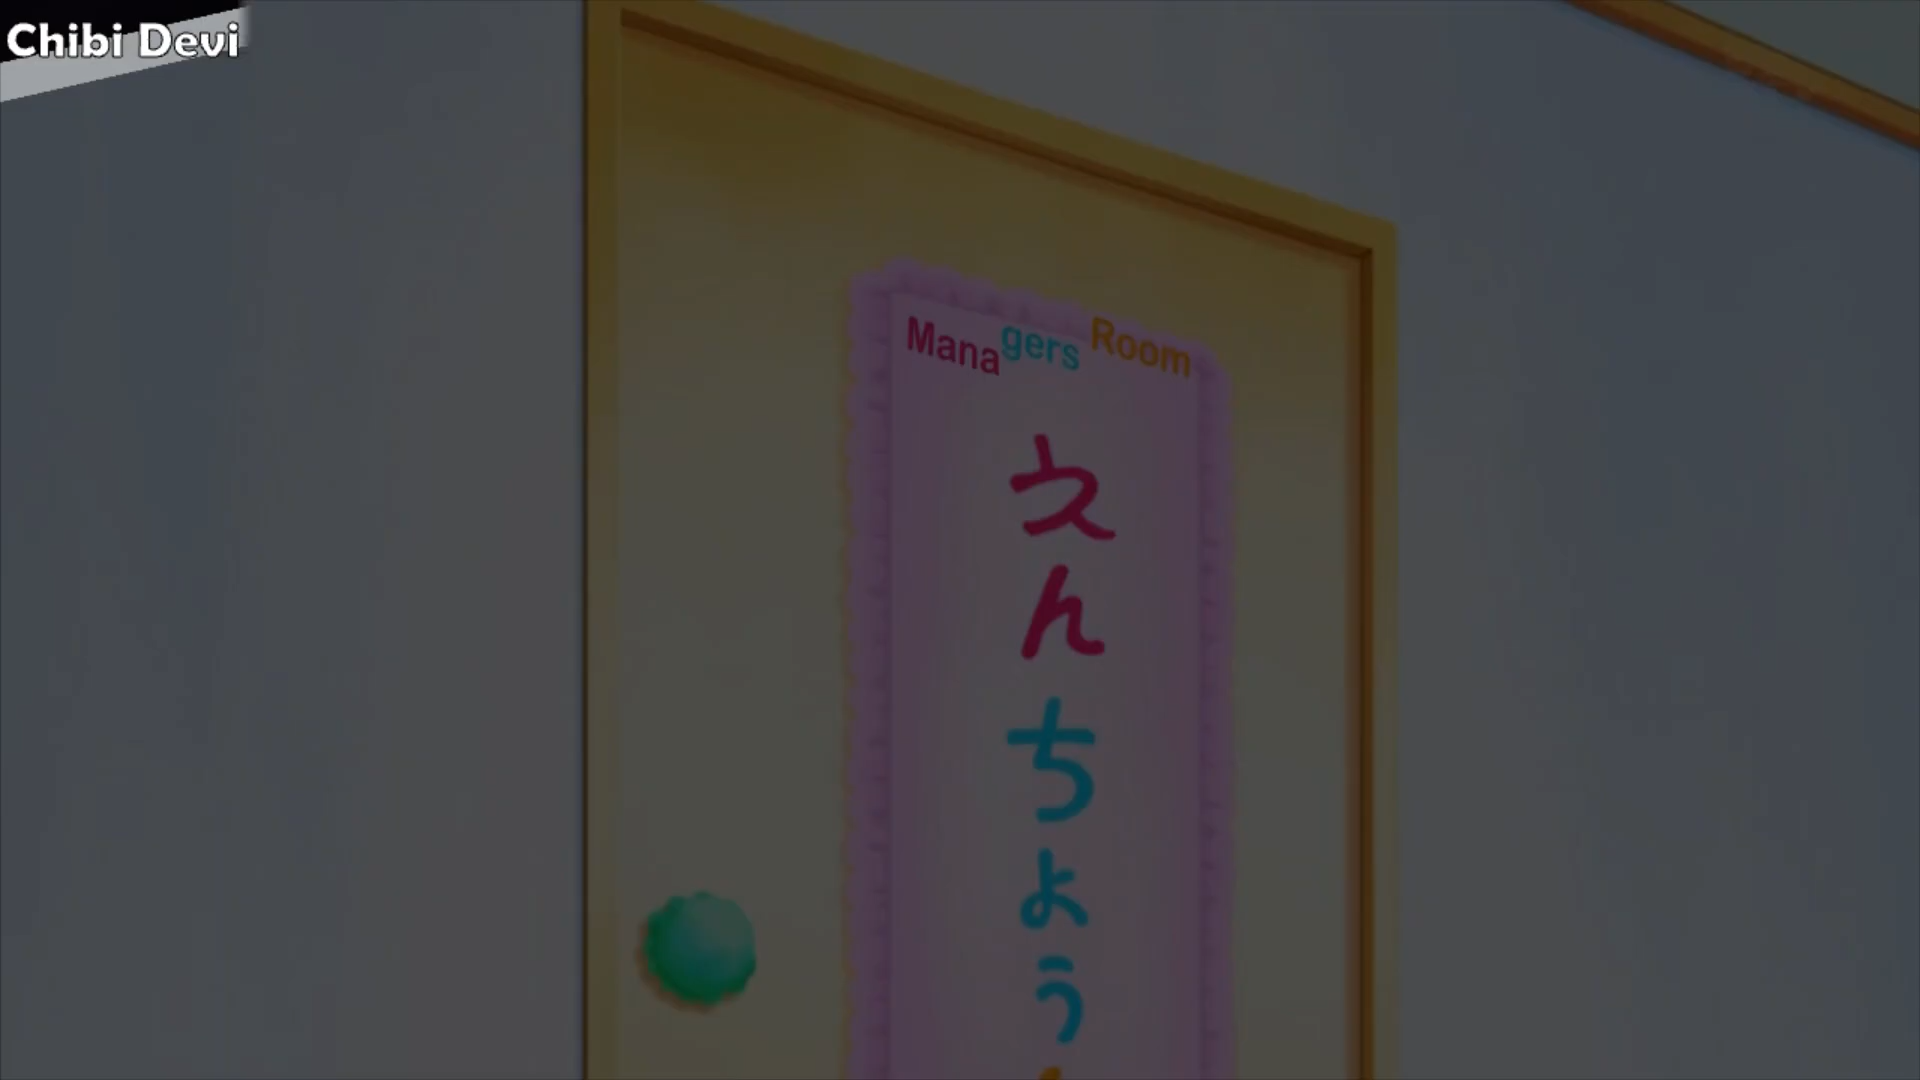 Chibi Devi
Managers Room
えんちょう